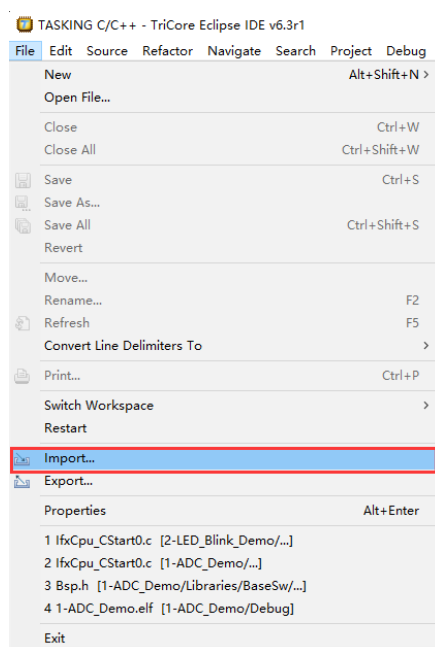 TASKING C/C++ - TriCore Eclipse IDE v6.3r1
File Edit Source Refactor Navigate Search Project Debug
New Alt+Shift+N >
Open File...
Close Ctrl+W
Close All Ctrl+Shift+W
Save Ctrl+S
Save As...
Save All Ctrl+Shift+S
Revert
Move...
Rename... F2
Refresh F5
Convert Line Delimiters To >
Print... Ctrl+P
Switch Workspace >
Restart
Import...
Export...
Properties Alt+Enter
1 IfxCpu_CStart0.c [2-LED_Blink_Demo/...]
2 IfxCpu_CStart0.c [1-ADC_Demo/...]
3 Bsp.h [1-ADC_Demo/Libraries/BaseSw/...]
4 1-ADC_Demo.elf [1-ADC_Demo/Debug]
Exit